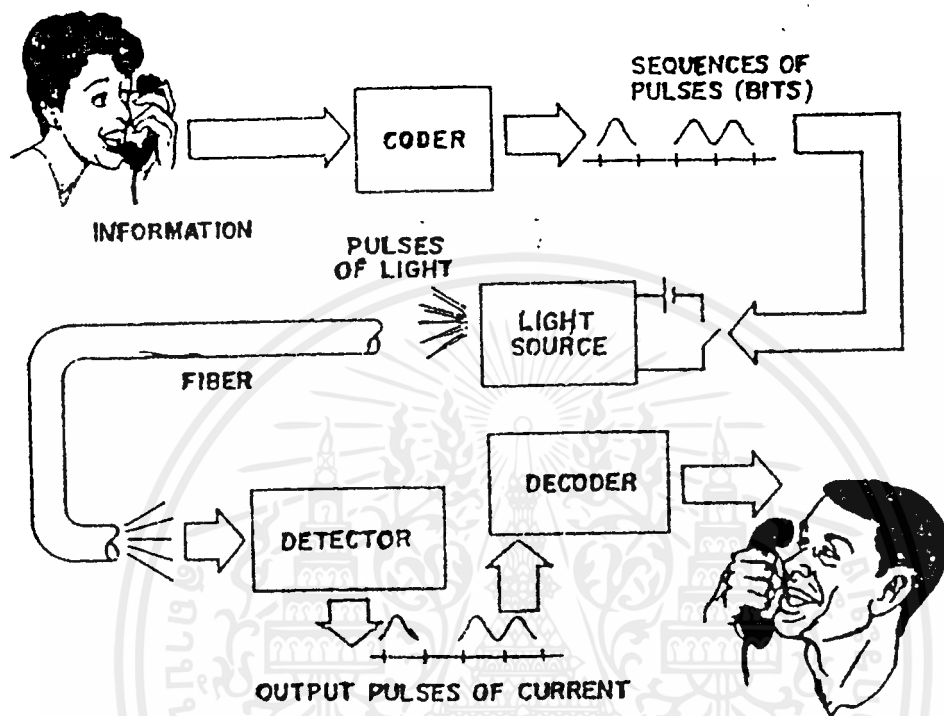 SEQUENCES OF
PULSES (BITS)
CODER
INFORMATION
PULSES
OF LIGHT
LIGHT
SOURCE
FIBER
DECODER
DETECTOR
OUTPUT PULSES OF CURRENT